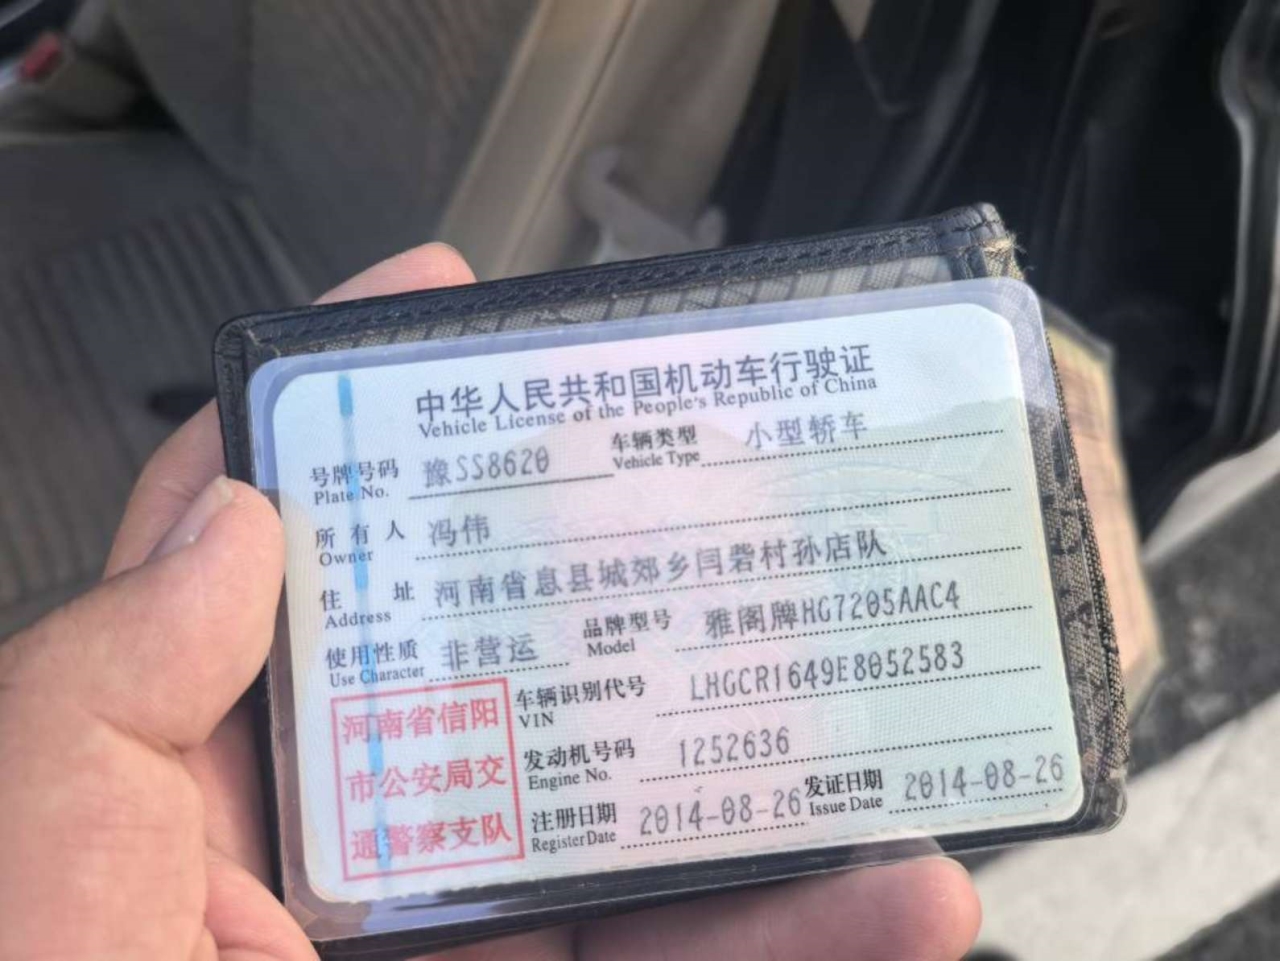 中华人民共和国机动车行驶证
Vehicle License of the People's Republic of China
号牌号码 豫SS8620 车辆类型 小型轿车
Plate No. Vehicle Type
所有人 冯伟
Owner
住址 河南省息县城郊乡闫砦村孙店队
Address
使用性质 非营运 品牌型号 雅阁牌HG7205AAC4
Use Character Model
车辆识别代号 LHGCR1649E8052583
VIN
发动机号码 1252636
Engine No.
注册日期 2014-08-26 发证日期 2014-08-26
Register Date Issue Date
河南省信阳
市公安局交
通警察支队